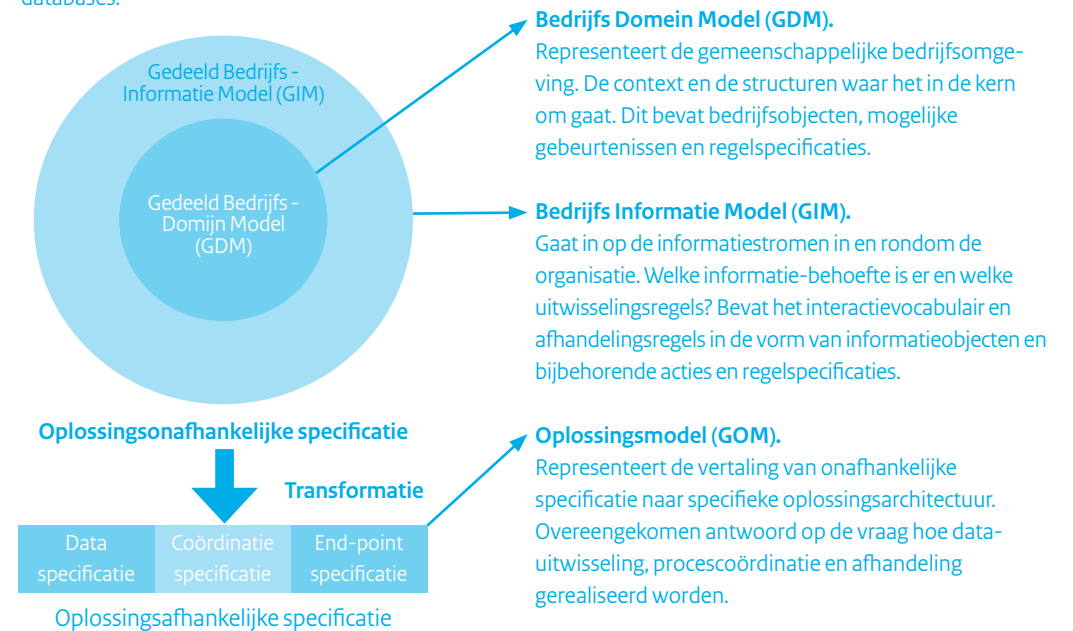 databases.
Gedeeld Bedrijfs -
Informatie Model (GIM)
Gedeeld Bedrijfs -
Domijn Model
(GDM)
Oplossingsonafhankelijke specificatie
Transformatie
Data
specificatie
Coördinatie
specificatie
End-point
specificatie
Oplossingsafhankelijke specificatie
Bedrijfs Domein Model (GDM).
Representeert de gemeenschappelijke bedrijfsomge-
ving. De context en de structuren waar het in de kern
om gaat. Dit bevat bedrijfsobjecten, mogelijke
gebeurtenissen en regelspecificaties.
Bedrijfs Informatie Model (GIM).
Gaat in op de informatiestromen in en rondom de
organisatie. Welke informatie-behoefte is er en welke
uitwisselingsregels? Bevat het interactievocabulair en
afhandelingsregels in de vorm van informatieobjecten en
bijbehorende acties en regelspecificaties.
Oplossingsmodel (GOM).
Representeert de vertaling van onafhankelijke
specificatie naar specifieke oplossingsarchitectuur.
Overeengekomen antwoord op de vraag hoe data-
uitwisseling, procescoördinatie en afhandeling
gerealiseerd worden.